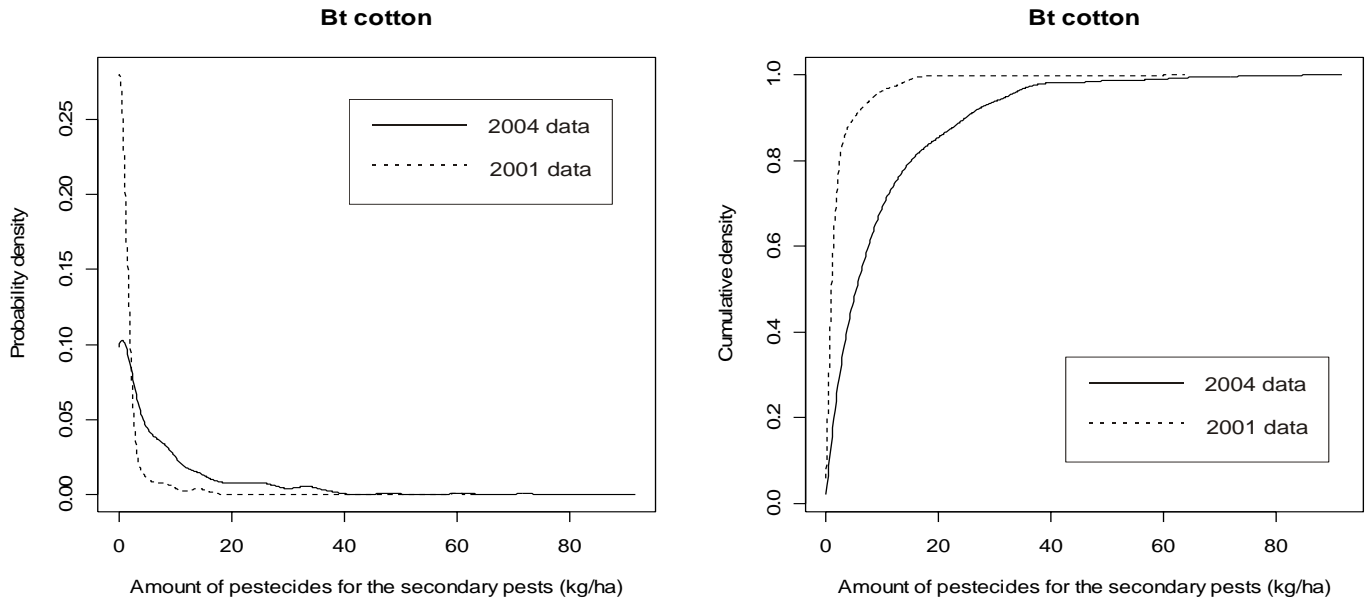 Bt cotton
Probability density
0.25
0.20
0.15
0.10
0.05
0.00
2004 data
2001 data
0 20 40 60 80
Amount of pestecides for the secondary pests (kg/ha)
Bt cotton
Cumulative density
1.0
0.8
0.6
0.4
0.2
0.0
2004 data
2001 data
0 20 40 60 80
Amount of pestecides for the secondary pests (kg/ha)